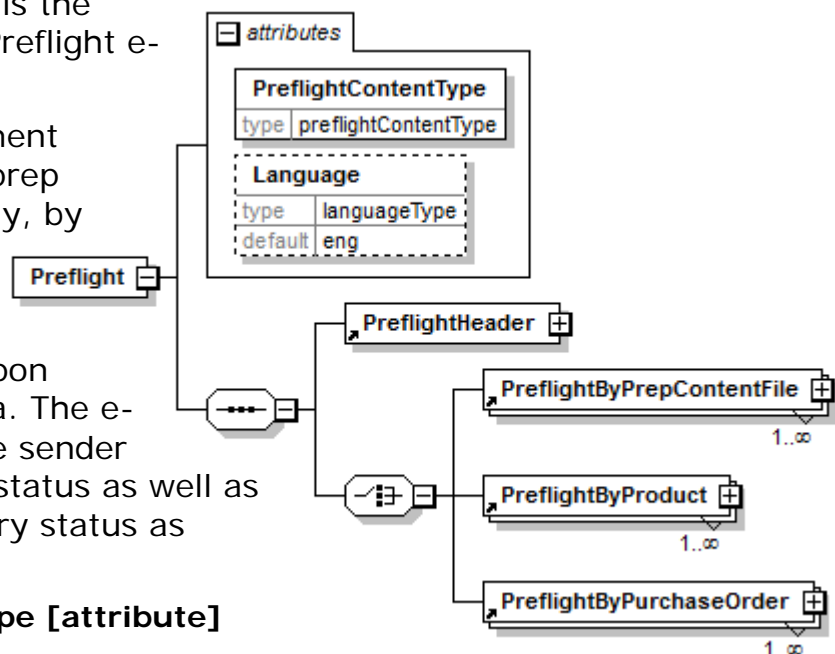 is the
Preflight e-
ment
prep
y, by
pon
a. The e-
e sender
status as well as
ry status as
pe [attribute]
attributes
PreflightContentType
type preflightContentType
Language
type languageType
default eng
Preflight
PreflightHeader
PreflightByPrepContentFile
1..∞
PreflightByProduct
1..∞
PreflightByPurchaseOrder
1..∞